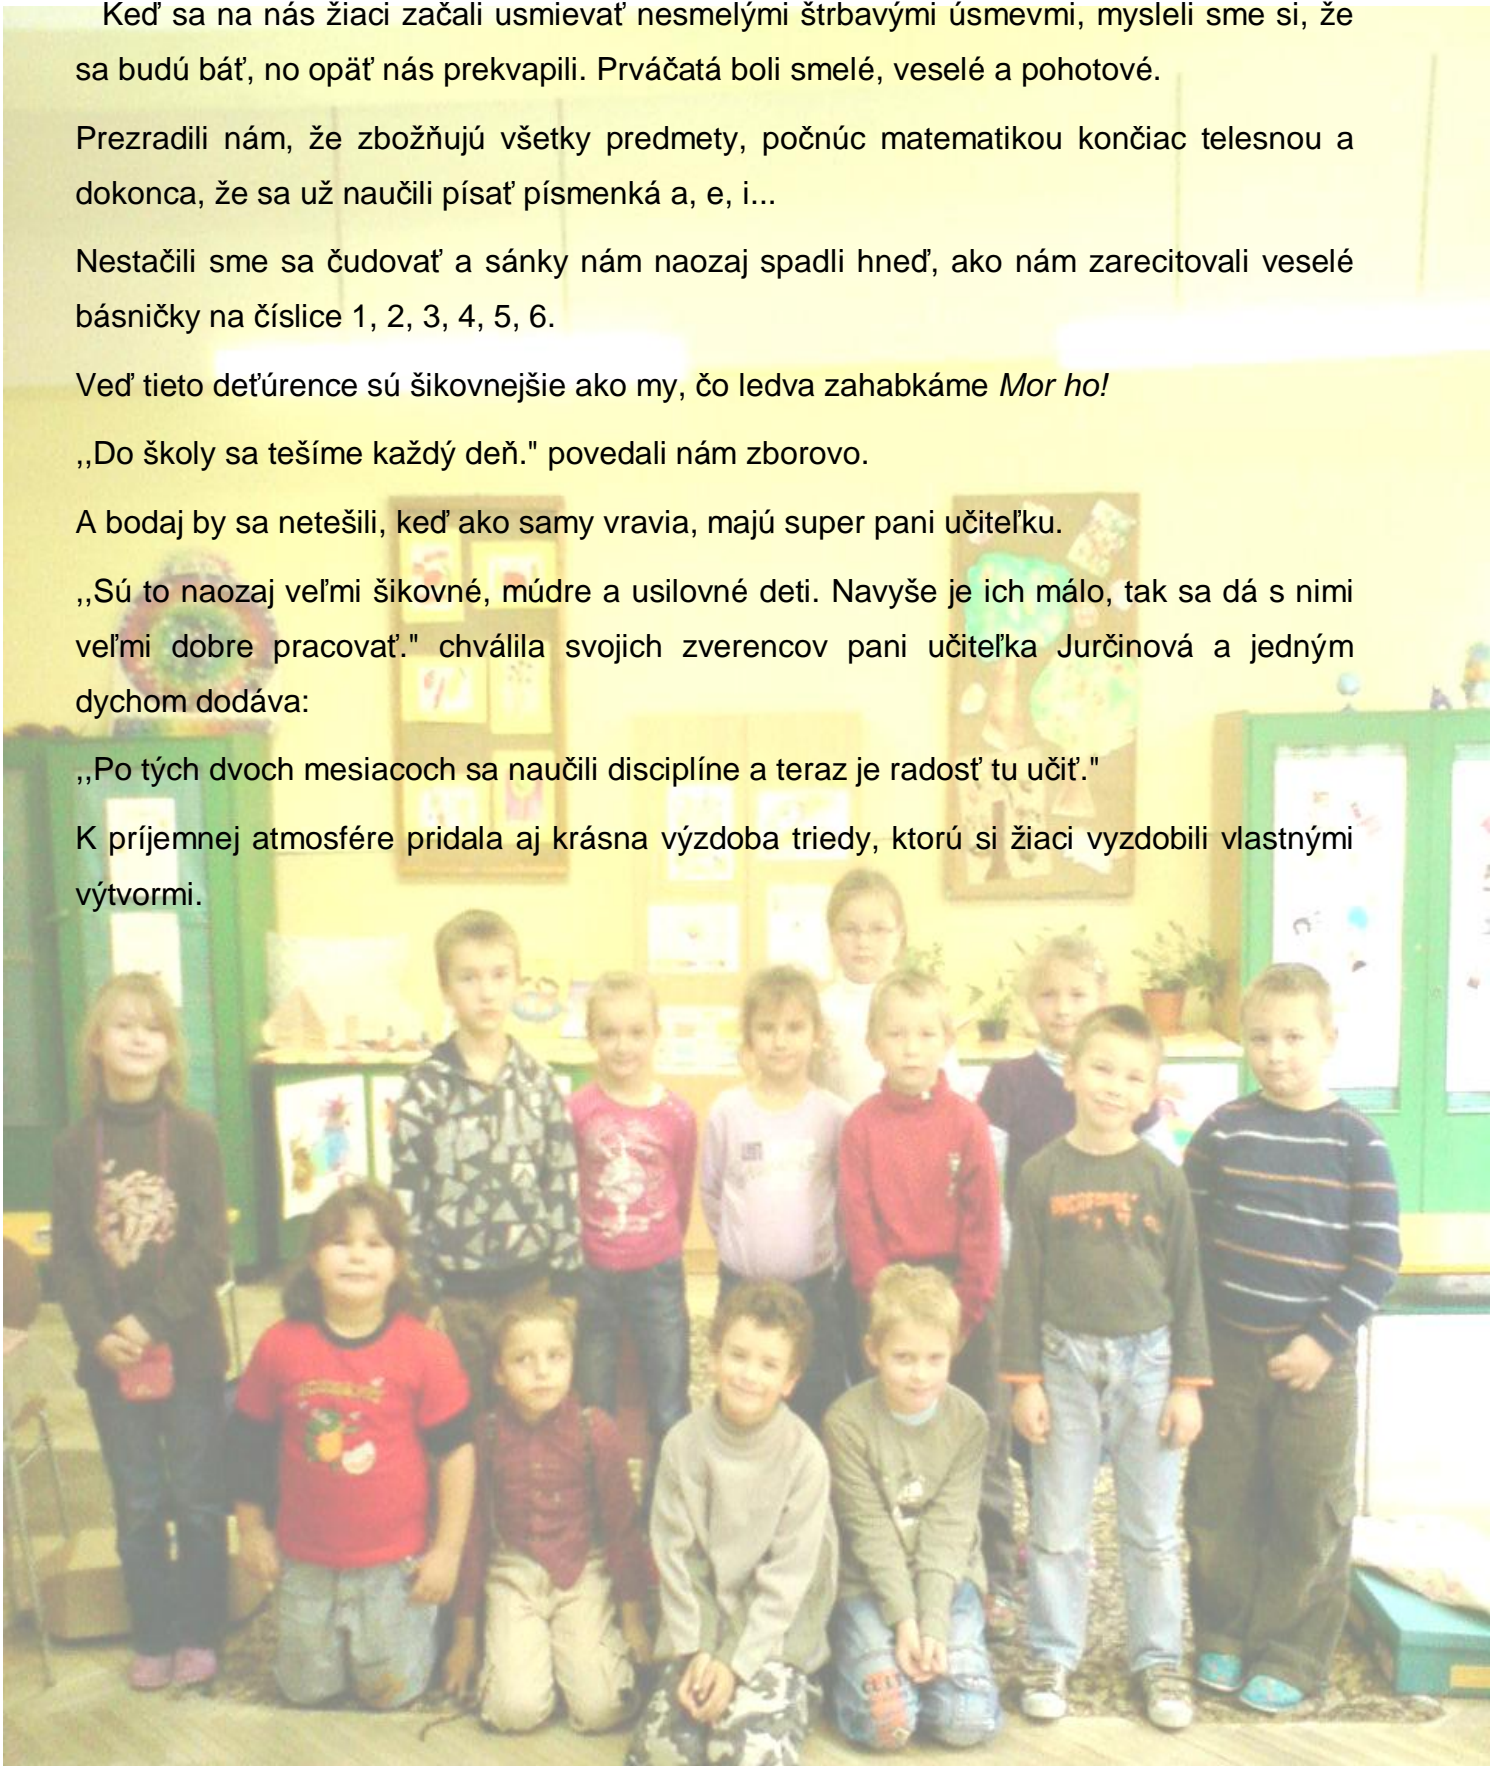 Keď sa na nás žiaci začali usmievať nesmelými štrbavými úsmevmi, mysleli sme si, že
sa budú báť, no opäť nás prekvapili. Prváčatá boli smelé, veselé a pohotové.
Prezradili nám, že zbožňujú všetky predmety, počnúc matematikou končiac telesnou a
dokonca, že sa už naučili písať písmenká a, e, i...
Nestačili sme sa čudovať a sánky nám naozaj spadli hneď, ako nám zarecitovali veselé
básničky na číslice 1, 2, 3, 4, 5, 6.
Veď tieto deťúrence sú šikovnejšie ako my, čo ledva zahabkáme Mor ho!
,,Do školy sa tešíme každý deň." povedali nám zborovo.
A bodaj by sa netešili, keď ako samy vravia, majú super pani učiteľku.
,,Sú to naozaj veľmi šikovné, múdre a usilovné deti. Navyše je ich málo, tak sa dá s nimi
veľmi dobre pracovať." chválila svojich zverencov pani učiteľka Jurčinová a jedným
dychom dodáva:
,,Po tých dvoch mesiacoch sa naučili disciplíne a teraz je radosť tu učiť."
K príjemnej atmosfére pridala aj krásna výzdoba triedy, ktorú si žiaci vyzdobili vlastnými
výtvormi.